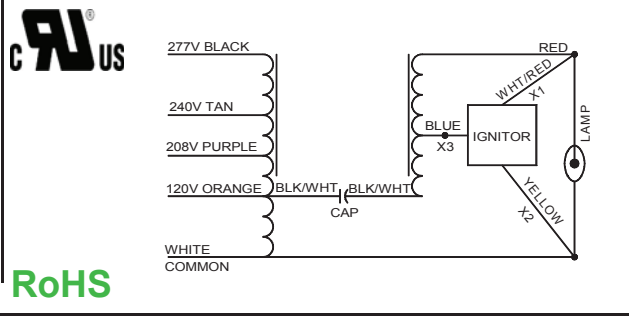 c RU US ®
277V BLACK
RED
WHT/RED
X1
240V TAN
BLUE
X3
IGNITOR
LAMP
208V PURPLE
120V ORANGE
BLK/WHT
BLK/WHT
CAP
YELLOW
X2
WHITE
COMMON
RoHS